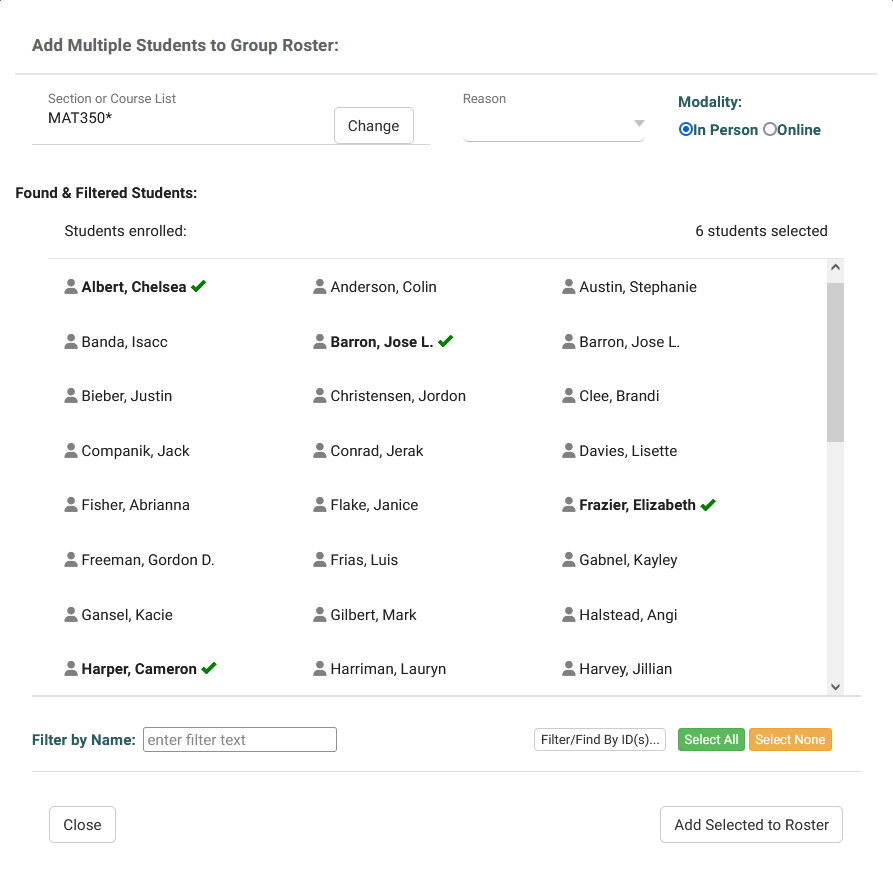 Add Multiple Students to Group Roster:
Section or Course List
MAT350*
Change
Reason
Modality:
In Person Online
Found & Filtered Students:
Students enrolled: 6 students selected
Albert, Chelsea Anderson, Colin Austin, Stephanie
Banda, Isacc Barron, Jose L. Barron, Jose L.
Bieber, Justin Christensen, Jordon Clee, Brandi
Companik, Jack Conrad, Jerak Davies, Lisette
Fisher, Abrianna Flake, Janice Frazier, Elizabeth
Freeman, Gordon D. Frias, Luis Gabnel, Kayley
Gansel, Kacie Gilbert, Mark Halstead, Angi
Harper, Cameron Harriman, Lauryn Harvey, Jillian
Filter by Name: enter filter text Filter/Find By ID(s)... Select All Select None
Close Add Selected to Roster